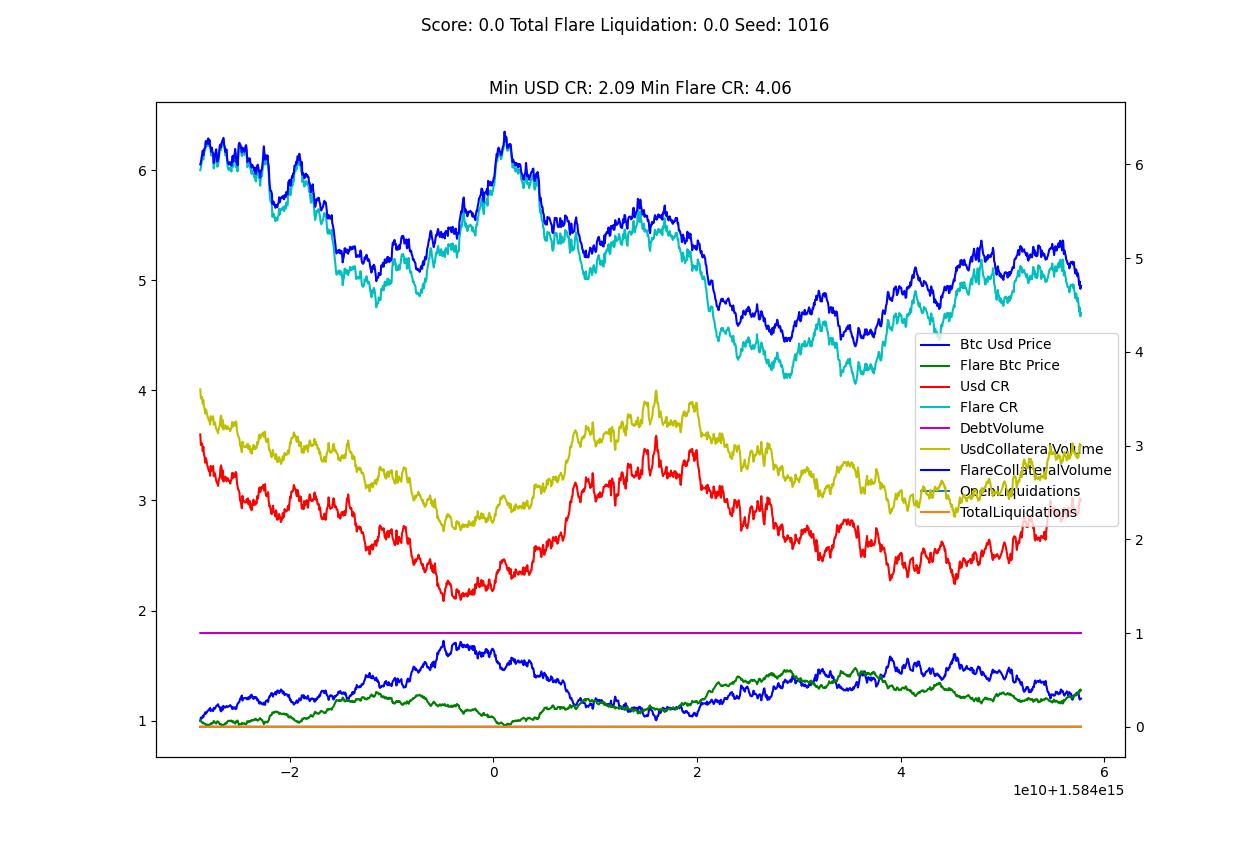 Score: 0.0 Total Flare Liquidation: 0.0 Seed: 1016
Min USD CR: 2.09 Min Flare CR: 4.06
6
5
4
3
2
1
6
5
4
3
2
1
0
Btc Usd Price
Flare Btc Price
Usd CR
Flare CR
DebtVolume
UsdCollateralVolume
FlareCollateralVolume
OpenLiquidations
TotalLiquidations
−2 0 2 4 6
1e10+1.584e15